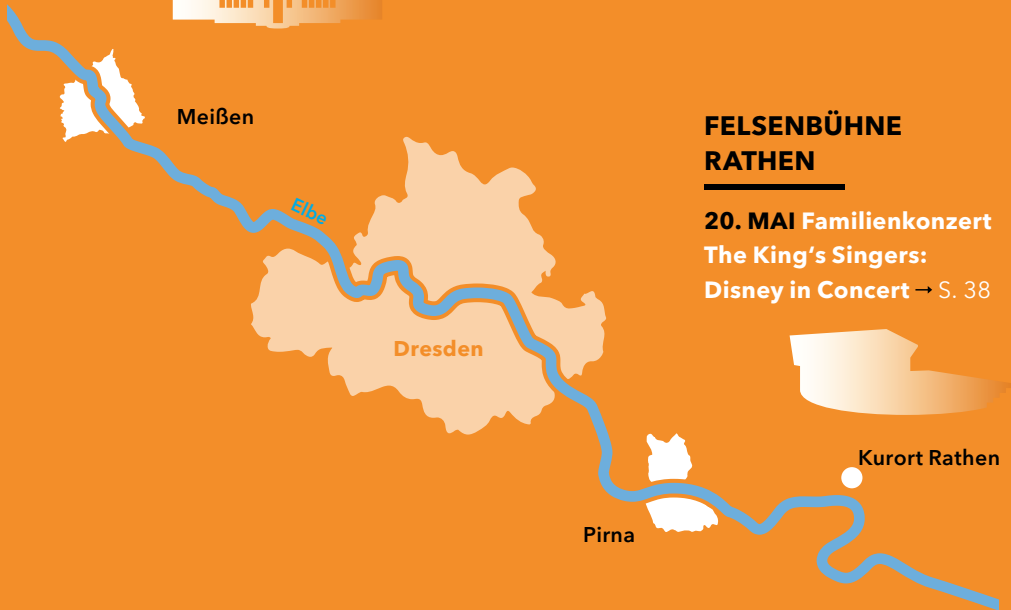 Meißen
FELSENBÜHNE
RATHEN
20. MAI Familienkonzert
The King's Singers:
Disney in Concert → S. 38
Elbe
Dresden
Kurort Rathen
Pirna